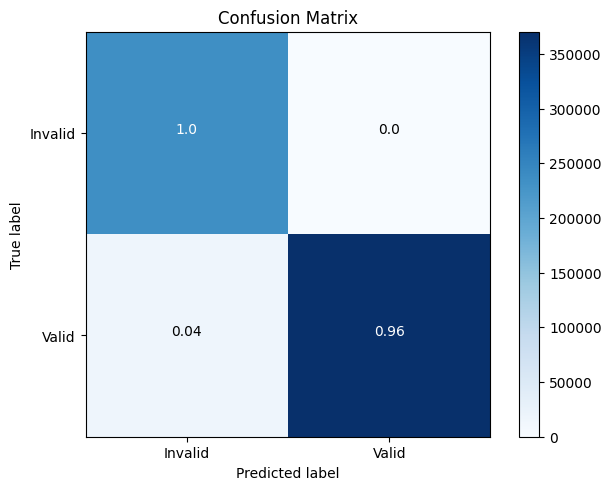 Confusion Matrix
350000
300000
250000
200000
150000
100000
50000
0
True label
Invalid
1.0
0.0
Valid
0.04
0.96
Invalid
Valid
Predicted label